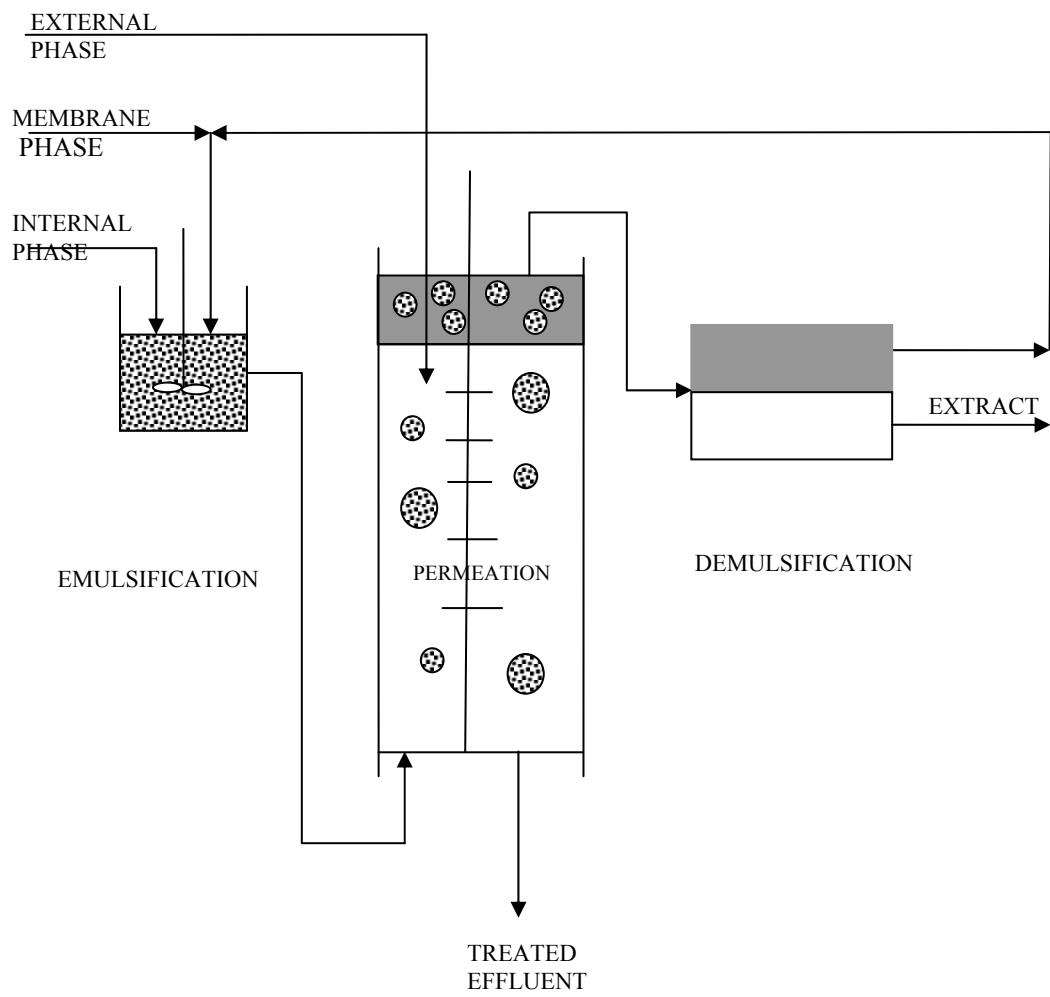 EXTERNAL
PHASE
MEMBRANE
PHASE
INTERNAL
PHASE
EXTRACT
EMULSIFICATION
PERMEATION
DEMULSIFICATION
TREATED
EFFLUENT